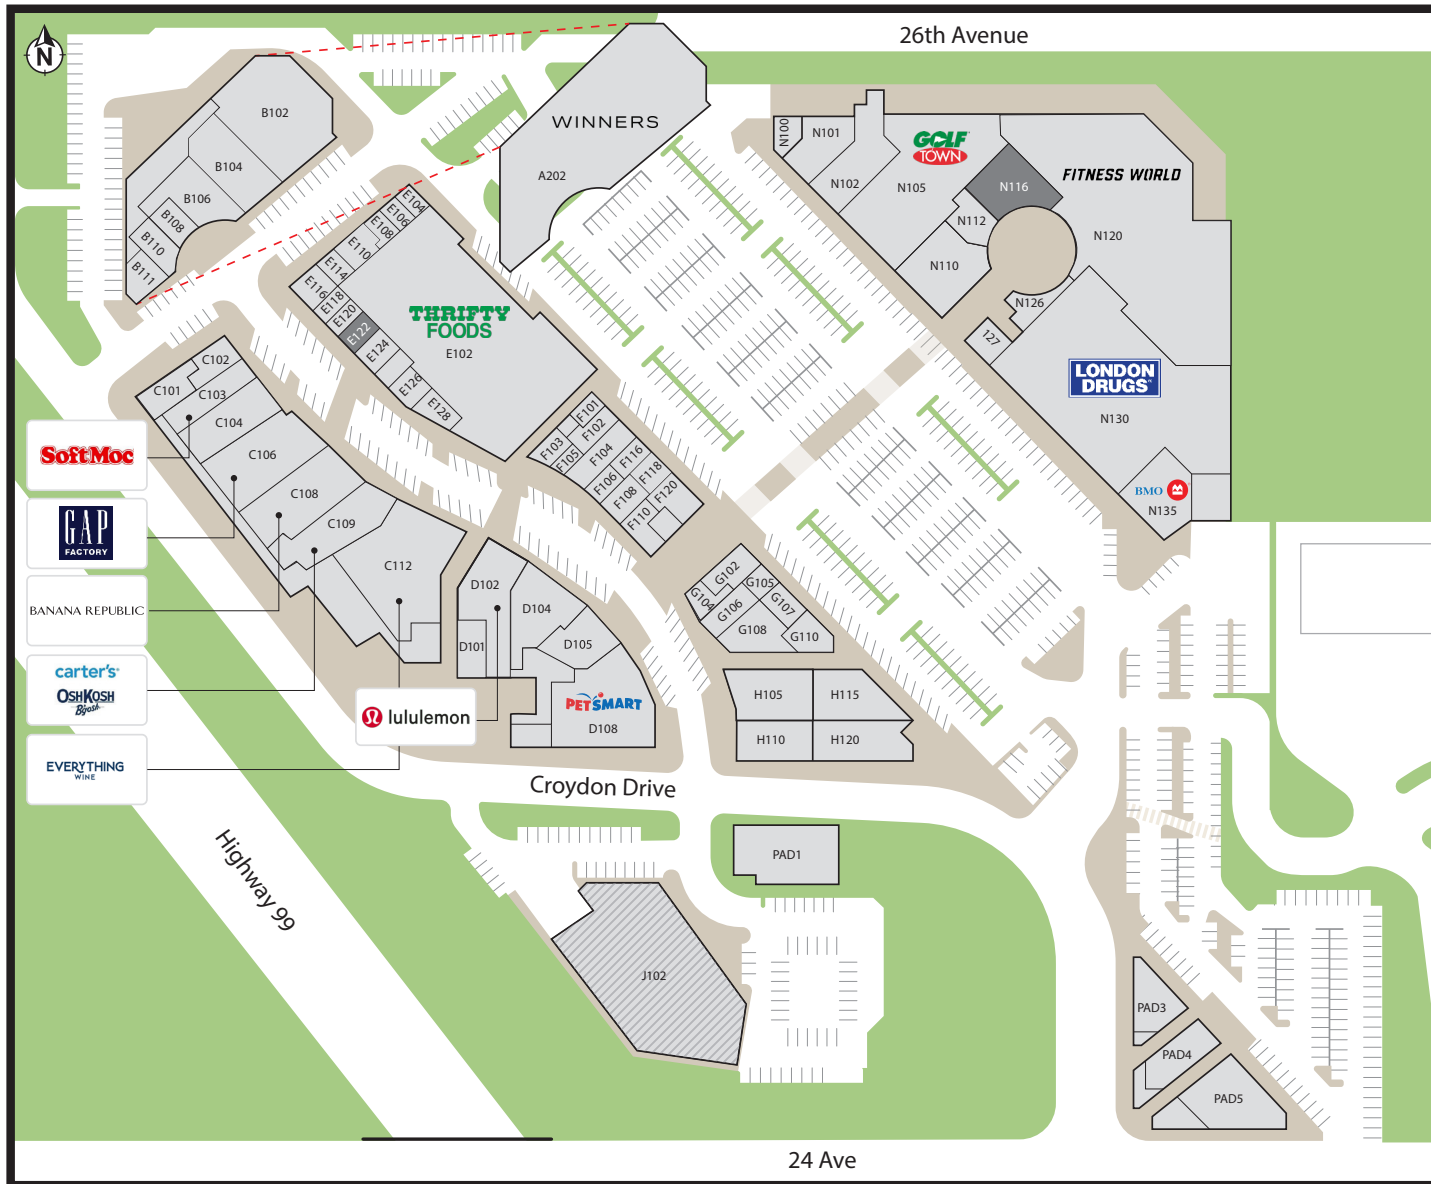 26th Avenue
N
B102
B104
B106
B108
B110
B111
WINNERS
A202
N100
N101
N102
GOLF
TOWN
N105
N116
FITNESS WORLD
N112
N110
N120
N126
127
LONDON
DRUGS
N130
BMO
N135
E104
E106
E108
E110
E114
E116
E118
E120
E122
E124
E126
E128
THRIFTY
FOODS
E102
C101
C102
C103
C104
C106
C108
C109
C112
SoftMoc
GAP
FACTORY
BANANA REPUBLIC
carter's
OSHKOSH
B'gosh
EVERYTHING
WINE
F101
F102
F103
F105
F104
F106
F116
F108
F118
F110
F120
D102
D101
D104
D105
PETSMART
D108
lululemon
G102
G104
G105
G106
G107
G108
G110
H105
H115
H110
H120
Croydon Drive
Highway 99
PAD1
J102
PAD3
PAD4
PAD5
24 Ave